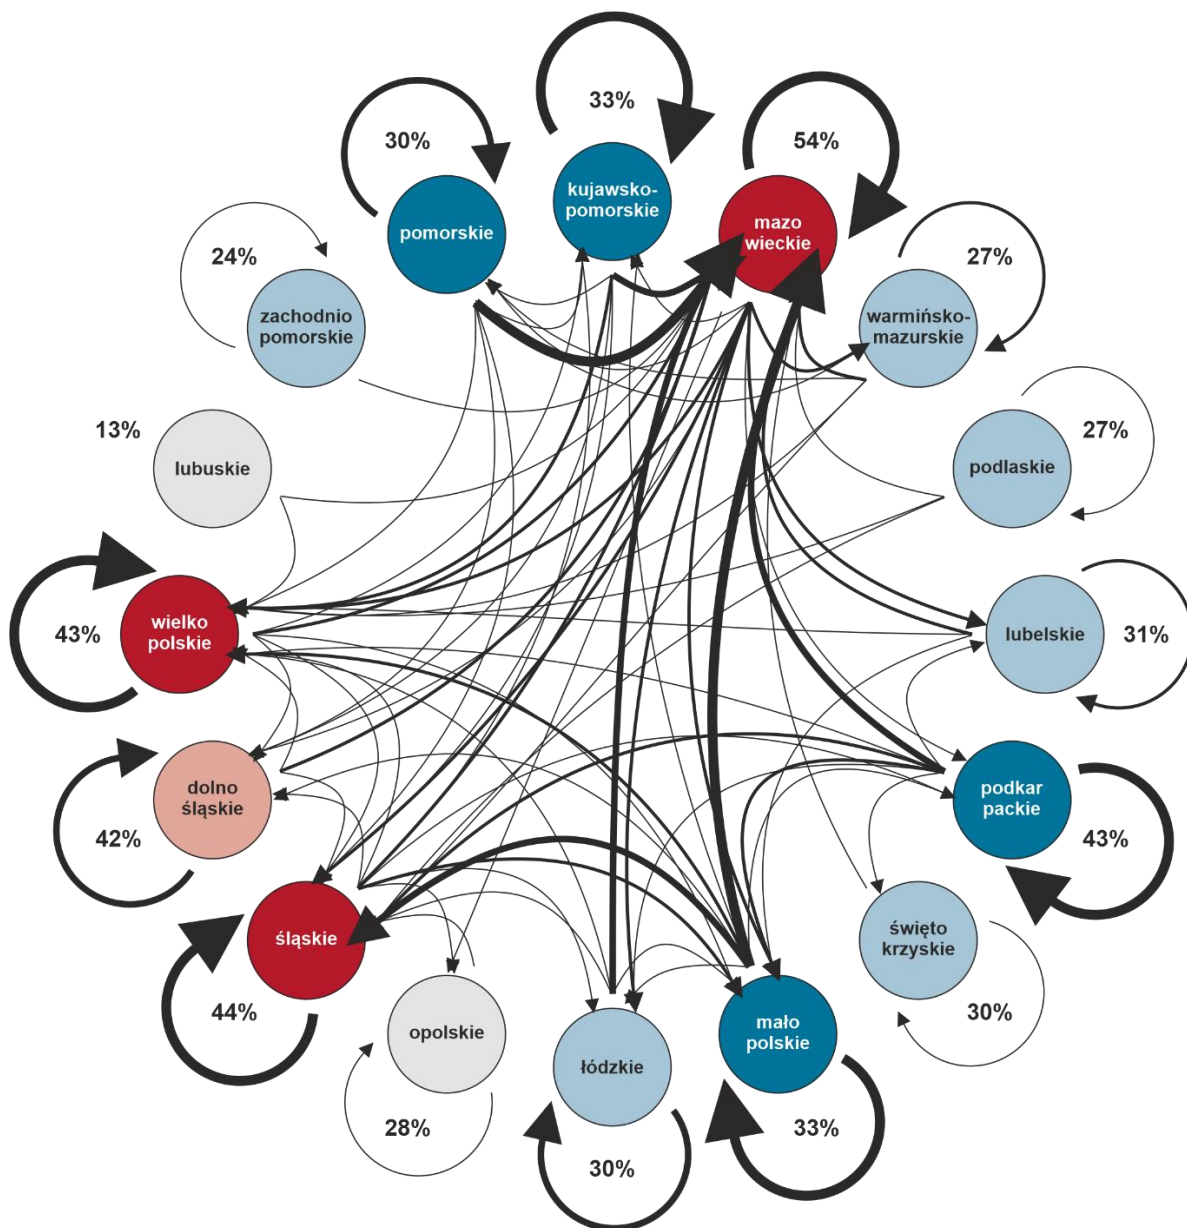 33%
54%
30%
kujawsko-
pomorskie
mazo
wieckie
pomorskie
24%
27%
zachodnio
pomorskie
warmińsko-
mazurskie
13%
lubuskie
podlaskie
27%
43%
wielko
polskie
lubelskie
31%
42%
dolno
śląskie
podkar
packie
43%
44%
śląskie
święto
krzyskie
30%
opolskie
28%
łódzkie
30%
mało
polskie
33%